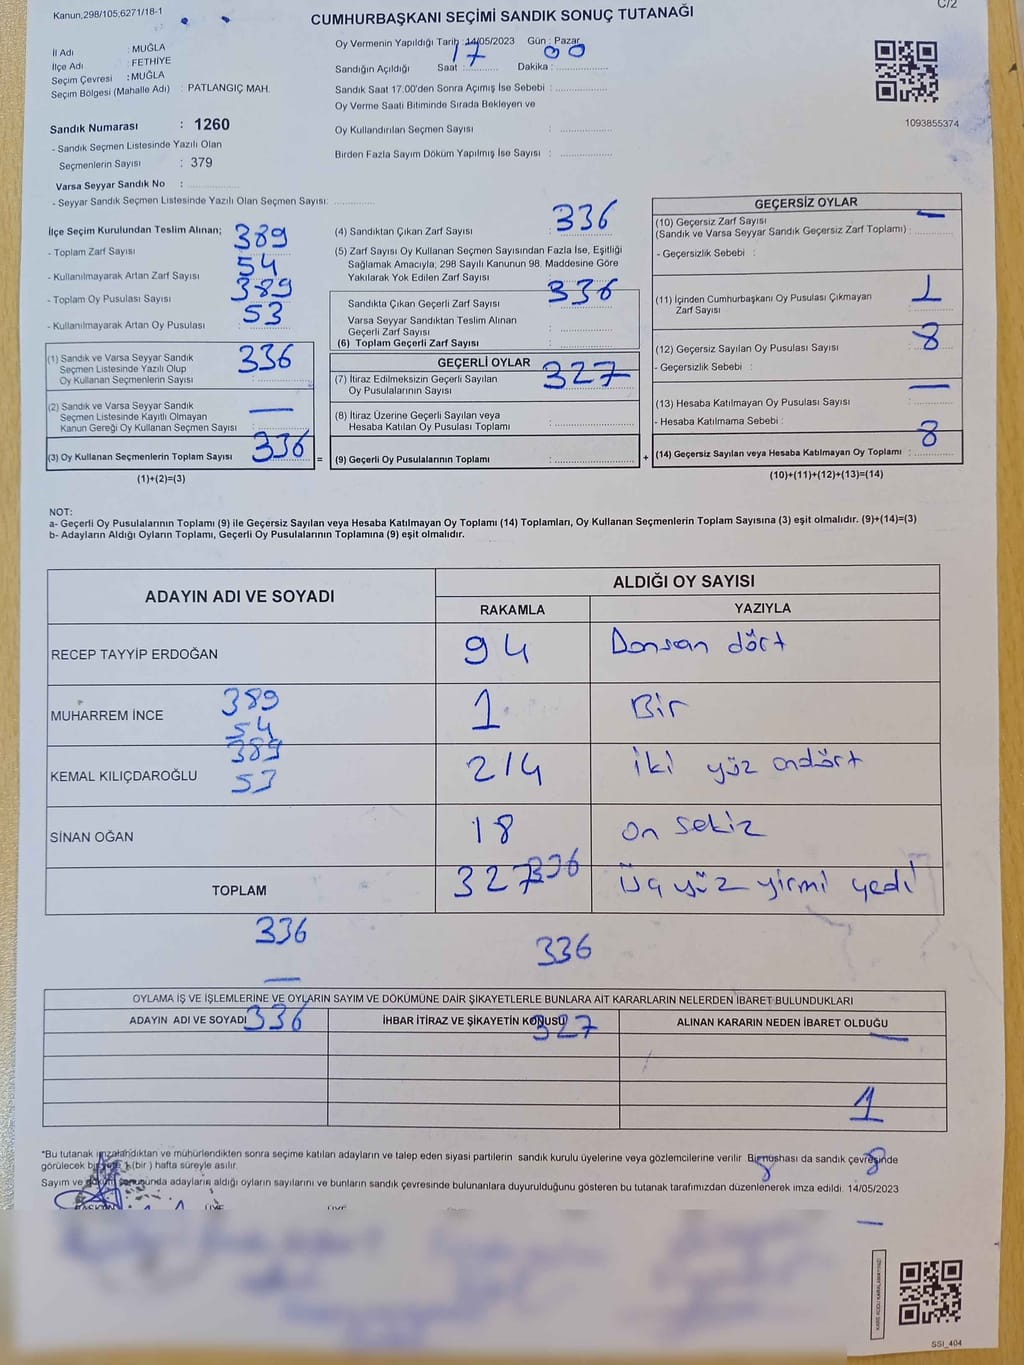 Kanun,298/105,6271/18-1
C/2
CUMHURBAŞKANI SEÇİMİ SANDIK SONUÇ TUTANAĞI
İl Adı : MUĞLA
İlçe Adı : FETHİYE
Seçim Çevresi : MUĞLA
Seçim Bölgesi (Mahalle Adı) : PATLANGIÇ MAH.
Sandık Numarası : 1260
- Sandık Seçmen Listesinde Yazılı Olan
Seçmenlerin Sayısı : 379
Varsa Seyyar Sandık No :
- Seyyar Sandık Seçmen Listesinde Yazılı Olan Seçmen Sayısı:
Oy Vermenin Yapıldığı Tarih : 14/05/2023 Gün : Pazar
Sandığın Açıldığı Saat : 17 Dakika : 00
Sandık Saat 17.00'den Sonra Açımış İse Sebebi :
Oy Verme Saati Bitiminde Sırada Bekleyen ve
Oy Kullandırılan Seçmen Sayısı :
Birden Fazla Sayım Döküm Yapılmış İse Sayısı :
1093855374
İlçe Seçim Kurulundan Teslim Alınan;
- Toplam Zarf Sayısı 389
- Kullanılmayarak Artan Zarf Sayısı 54
- Toplam Oy Pusulası Sayısı 389
- Kullanılmayarak Artan Oy Pusulası 53
(1) Sandık ve Varsa Seyyar Sandık
Seçmen Listesinde Yazılı Olup
Oy Kullanan Seçmenlerin Sayısı : 336
(2) Sandık ve Varsa Seyyar Sandık
Seçmen Listesinde Kayıtlı Olmayan
Kanun Gereği Oy Kullanan Seçmen Sayısı : —
(3) Oy Kullanan Seçmenlerin Toplam Sayısı : 336 =
(1)+(2)=(3)
(4) Sandıktan Çıkan Zarf Sayısı : 336
(5) Zarf Sayısı Oy Kullanan Seçmen Sayısından Fazla İse, Eşitliği
Sağlamak Amacıyla, 298 Sayılı Kanunun 98. Maddesine Göre
Yakılarak Yok Edilen Zarf Sayısı :
Sandıkta Çıkan Geçerli Zarf Sayısı : 336
Varsa Seyyar Sandıktan Teslim Alınan
Geçerli Zarf Sayısı :
(6) Toplam Geçerli Zarf Sayısı :
GEÇERLİ OYLAR
(7) İtiraz Edilmeksizin Geçerli Sayılan
Oy Pusulalarının Sayısı : 327
(8) İtiraz Üzerine Geçerli Sayılan veya
Hesaba Katılan Oy Pusulası Toplamı :
(9) Geçerli Oy Pusulalarının Toplamı : +
GEÇERSİZ OYLAR
(10) Geçersiz Zarf Sayısı —
(Sandık ve Varsa Seyyar Sandık Geçersiz Zarf Toplamı) :
- Geçersizlik Sebebi :
(11) İçinden Cumhurbaşkanı Oy Pusulası Çıkmayan
Zarf Sayısı : 1
(12) Geçersiz Sayılan Oy Pusulası Sayısı : 8
- Geçersizlik Sebebi :
(13) Hesaba Katılmayan Oy Pusulası Sayısı : —
- Hesaba Katılmama Sebebi :
(14) Geçersiz Sayılan veya Hesaba Katılmayan Oy Toplamı : 8
(10)+(11)+(12)+(13)=(14)
NOT:
a- Geçerli Oy Pusulalarının Toplamı (9) ile Geçersiz Sayılan veya Hesaba Katılmayan Oy Toplamı (14) Toplamları, Oy Kullanan Seçmenlerin Toplam Sayısına (3) eşit olmalıdır. (9)+(14)=(3)
b- Adayların Aldığı Oyların Toplamı, Geçerli Oy Pusulalarının Toplamına (9) eşit olmalıdır.
ADAYIN ADI VE SOYADI
ALDIĞI OY SAYISI
RAKAMLA YAZIYLA
RECEP TAYYİP ERDOĞAN 94 Donsan dört
MUHARREM İNCE 1 Bir
389
54
389
KEMAL KILIÇDAROĞLU 214 iki yüz ondört
53
SİNAN OĞAN 18 on sekiz
TOPLAM 327 336 Üç yüz yirmi yedi
336 336
—
OYLAMA İŞ VE İŞLEMLERİNE VE OYLARIN SAYIM VE DÖKÜMÜNE DAİR ŞİKAYETLERLE BUNLARA AİT KARARLARIN NELERDEN İBARET BULUNDUKLARI
ADAYIN ADI VE SOYADI 336 İHBAR İTİRAZ VE ŞİKAYETİN KONUSU 327 ALINAN KARARIN NEDEN İBARET OLDUĞU
—
1
*Bu tutanak imzalandıktan ve mühürlendikten sonra seçime katılan adayların ve talep eden siyasi partilerin sandık kurulu üyelerine veya gözlemcilerine verilir. Bir nüshası da sandık çevresinde
8 8
görülecek bir yere 1 (bir ) hafta süreyle asılır.
Sayım ve döküm sonusunda adayların aldığı oyların sayılarını ve bunların sandık çevresinde bulunanlara duyurulduğunu gösteren bu tutanak tarafımızdan düzenlenerek imza edildi. 14/05/2023
BAŞKAN ÜYE ÜYE
—
SSI_404